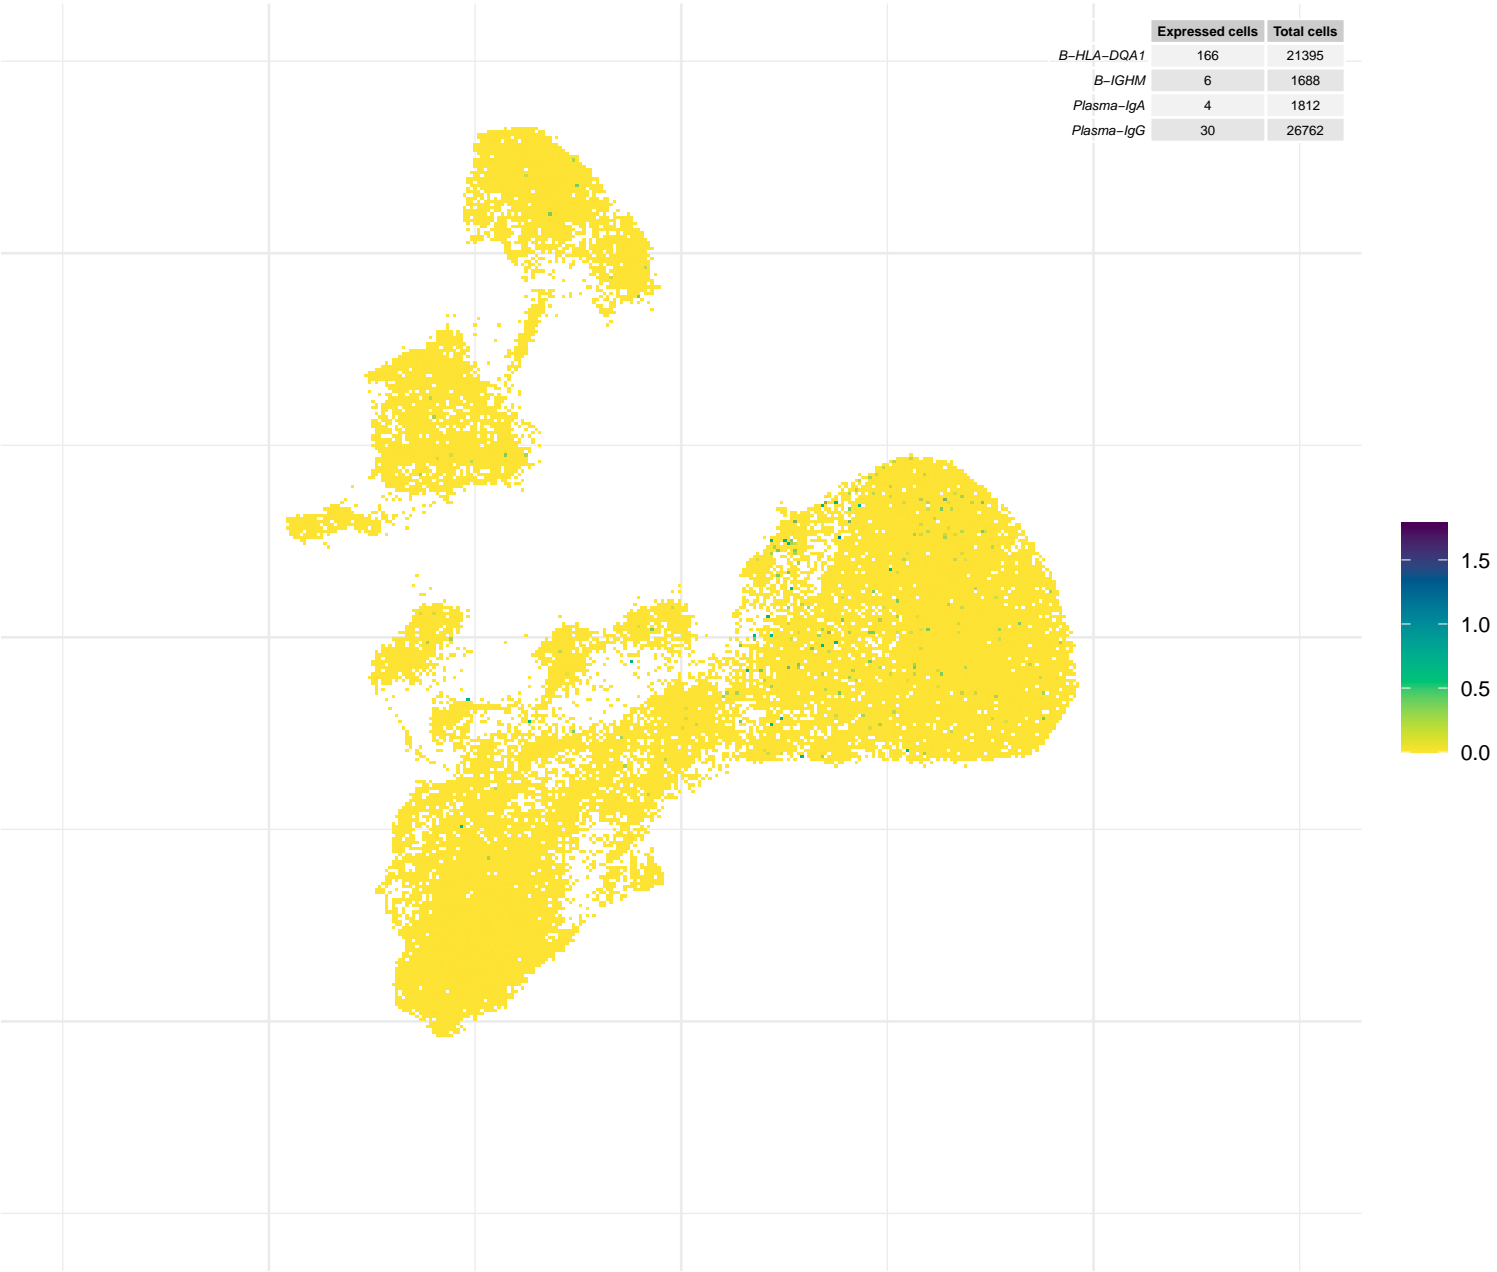 Expressed cells Total cells
B−HLA−DQA1 166 21395
B−IGHM 6 1688
Plasma−IgA 4 1812
Plasma−IgG 30 26762
1.5
1.0
0.5
0.0